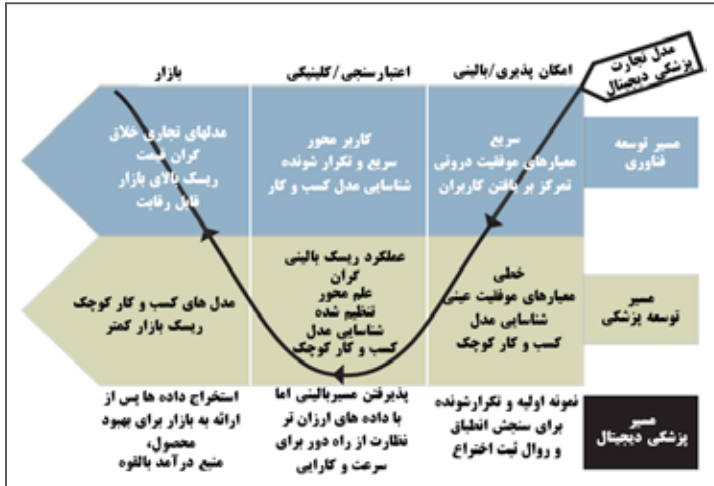 مدل تجارت
پزشکی دیجیتال
امکان پذیری/بالینی
اعتبارسنجی/کلینیکی
بازار
مسیر توسعه
فناوری
سریع
معیارهای موفقیت درونی
تمرکز بر یافتن کاربران
کاربر محور
سریع و تکرار شونده
شناسایی مدل کسب و کار
مدلهای تجاری خلاق
گران قیمت
ریسک بالای بازار
قابل رقابت
مسیر
توسعه پزشکی
خطی
معیارهای موفقیت عینی
شناسایی مدل
کسب و کار کوچک
عملکرد ریسک بالینی
گران
علم محور
تنظیم شده
شناسایی مدل
کسب و کار کوچک
مدل های کسب و کار کوچک
ریسک بازار کمتر
مسیر
پزشکی دیجیتال
نمونه اولیه و تکرارشونده
برای سنجش انطباق
و روال ثبت اختراع
پذیرفتن مسیربالینی اما
با داده های ارزان تر
نظارت از راه دور برای
سرعت و کارایی
استخراج داده ها پس از
ارائه به بازار برای بهبود
محصول،
منبع درآمد بالقوه